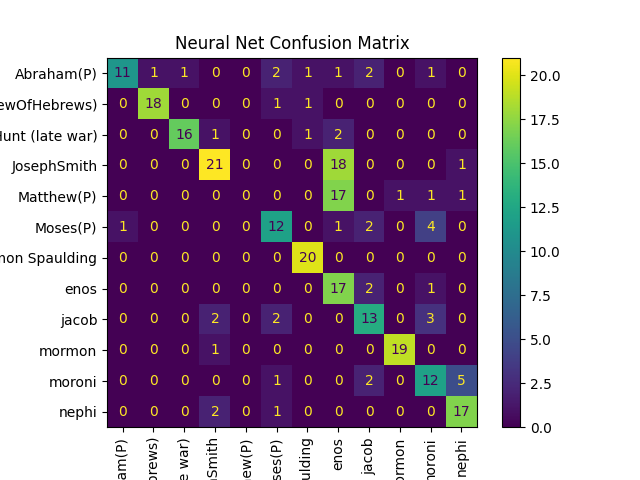 Neural Net Confusion Matrix
Abraham(P) 11 1 1 0 0 2 1 1 2 0 1 0
ewOfHebrews) 0 18 0 0 0 1 1 0 0 0 0 0
Hunt (late war) 0 0 16 1 0 0 1 2 0 0 0 0
JosephSmith 0 0 0 21 0 0 0 18 0 0 0 1
Matthew(P) 0 0 0 0 0 0 0 17 0 1 1 1
Moses(P) 1 0 0 0 0 12 0 1 2 0 4 0
mon Spaulding 0 0 0 0 0 0 20 0 0 0 0 0
enos 0 0 0 0 0 0 0 17 2 0 1 0
jacob 0 0 0 2 0 2 0 0 13 0 3 0
mormon 0 0 0 1 0 0 0 0 0 19 0 0
moroni 0 0 0 0 0 1 0 0 2 0 12 5
nephi 0 0 0 2 0 1 0 0 0 0 0 17
am(P) brews) e war) Smith ew(P) ses(P) ulding enos jacob ormon noroni nephi
20.0
17.5
15.0
12.5
10.0
7.5
5.0
2.5
0.0